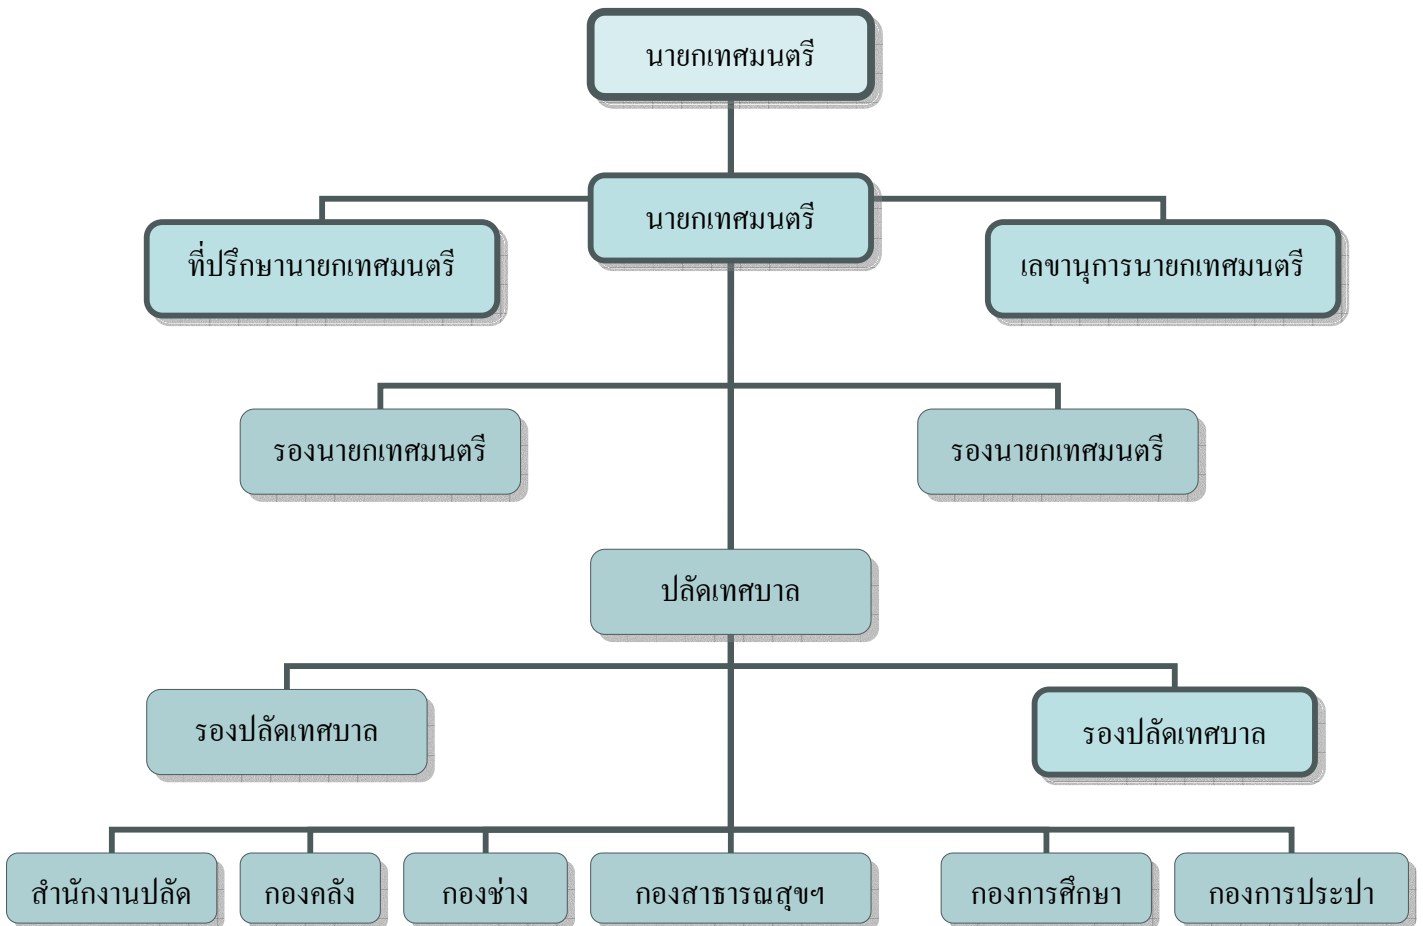 นายกเทศมนตรี
นายกเทศมนตรี
ที่ปรึกษานายกเทศมนตรี
เลขานุการนายกเทศมนตรี
รองนายกเทศมนตรี
รองนายกเทศมนตรี
ปลัดเทศบาล
รองปลัดเทศบาล
รองปลัดเทศบาล
สำนักงานปลัด
กองคลัง
กองช่าง
กองสาธารณสุขฯ
กองการศึกษา
กองการประปา